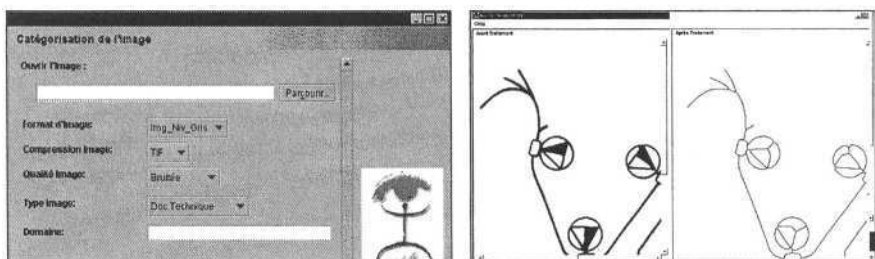 Catégorisation de l'image
Ouvrir l'image :
Parcourir...
Format d'image: Img_Niv_Gris
Compression Image: TIF
Qualité Image: Bruitée
Type Image: Doc Technique
Domaine:
Avant Traitement
Après Traitement